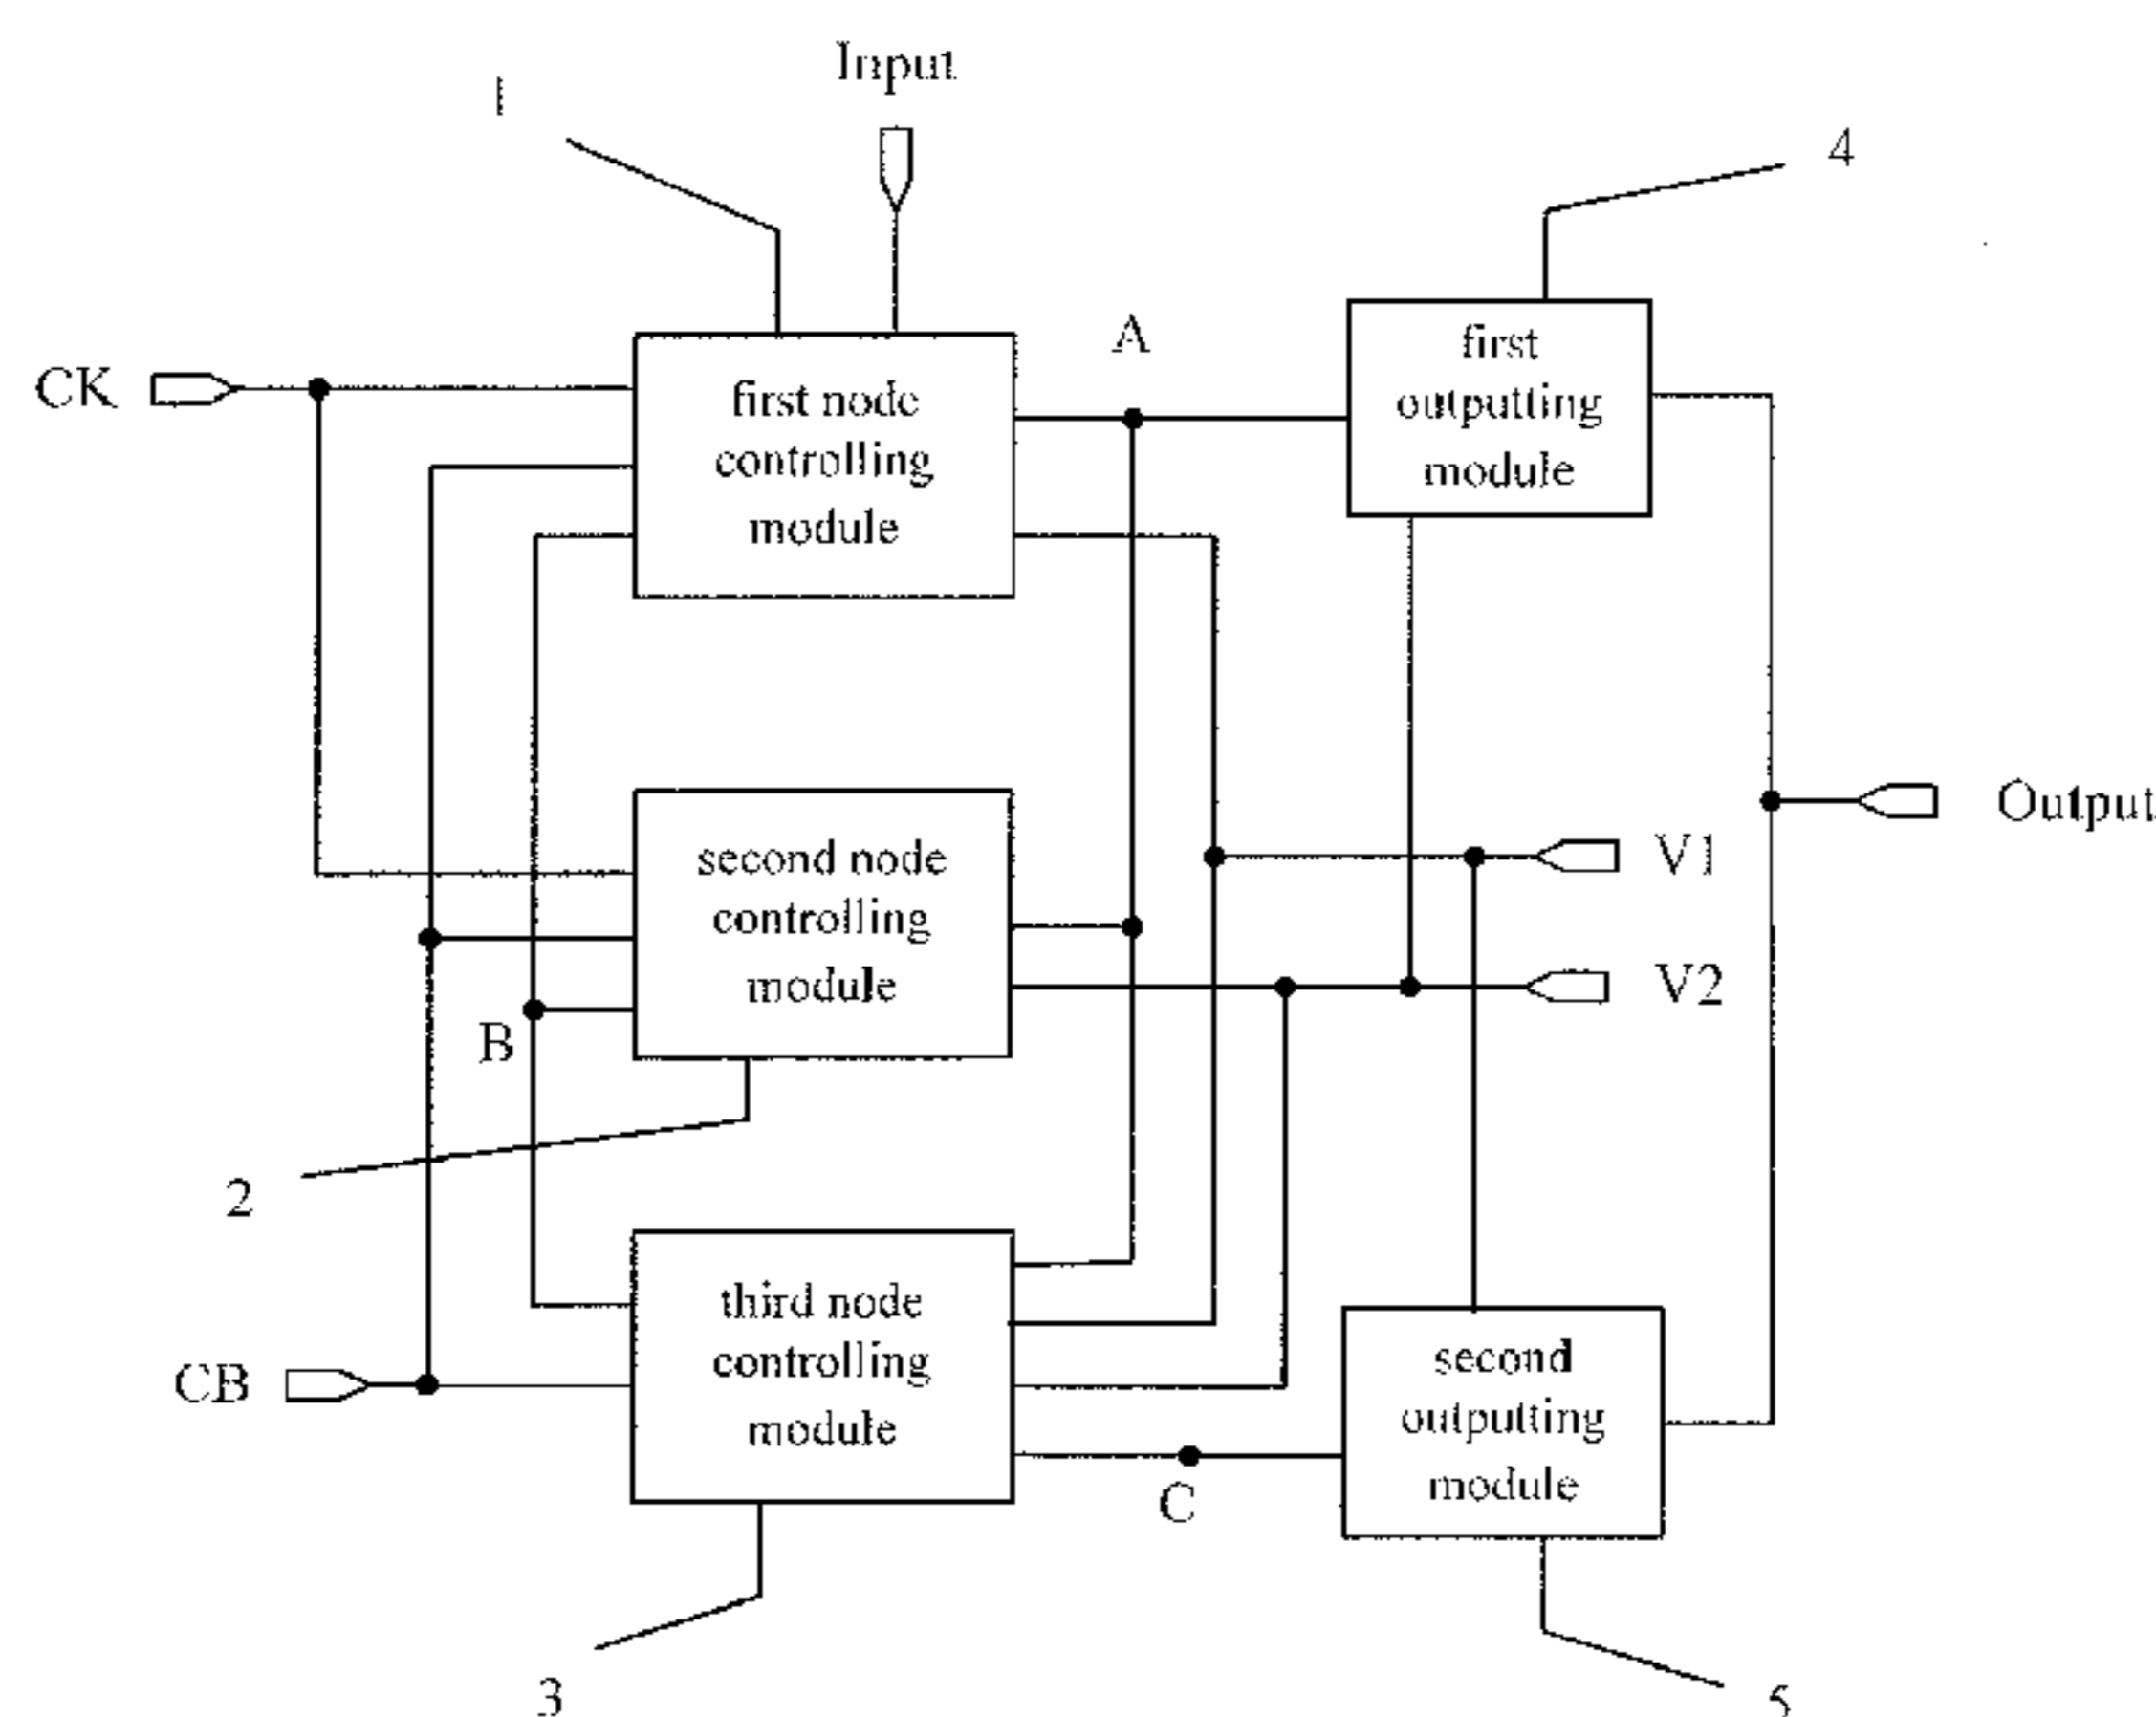 Input
1
4
A
CK
first node
controlling
module
first
outputting
module
second node
controlling
module
V1
Output
V2
B
2
third node
controlling
module
CB
second
outputting
module
C
3
5